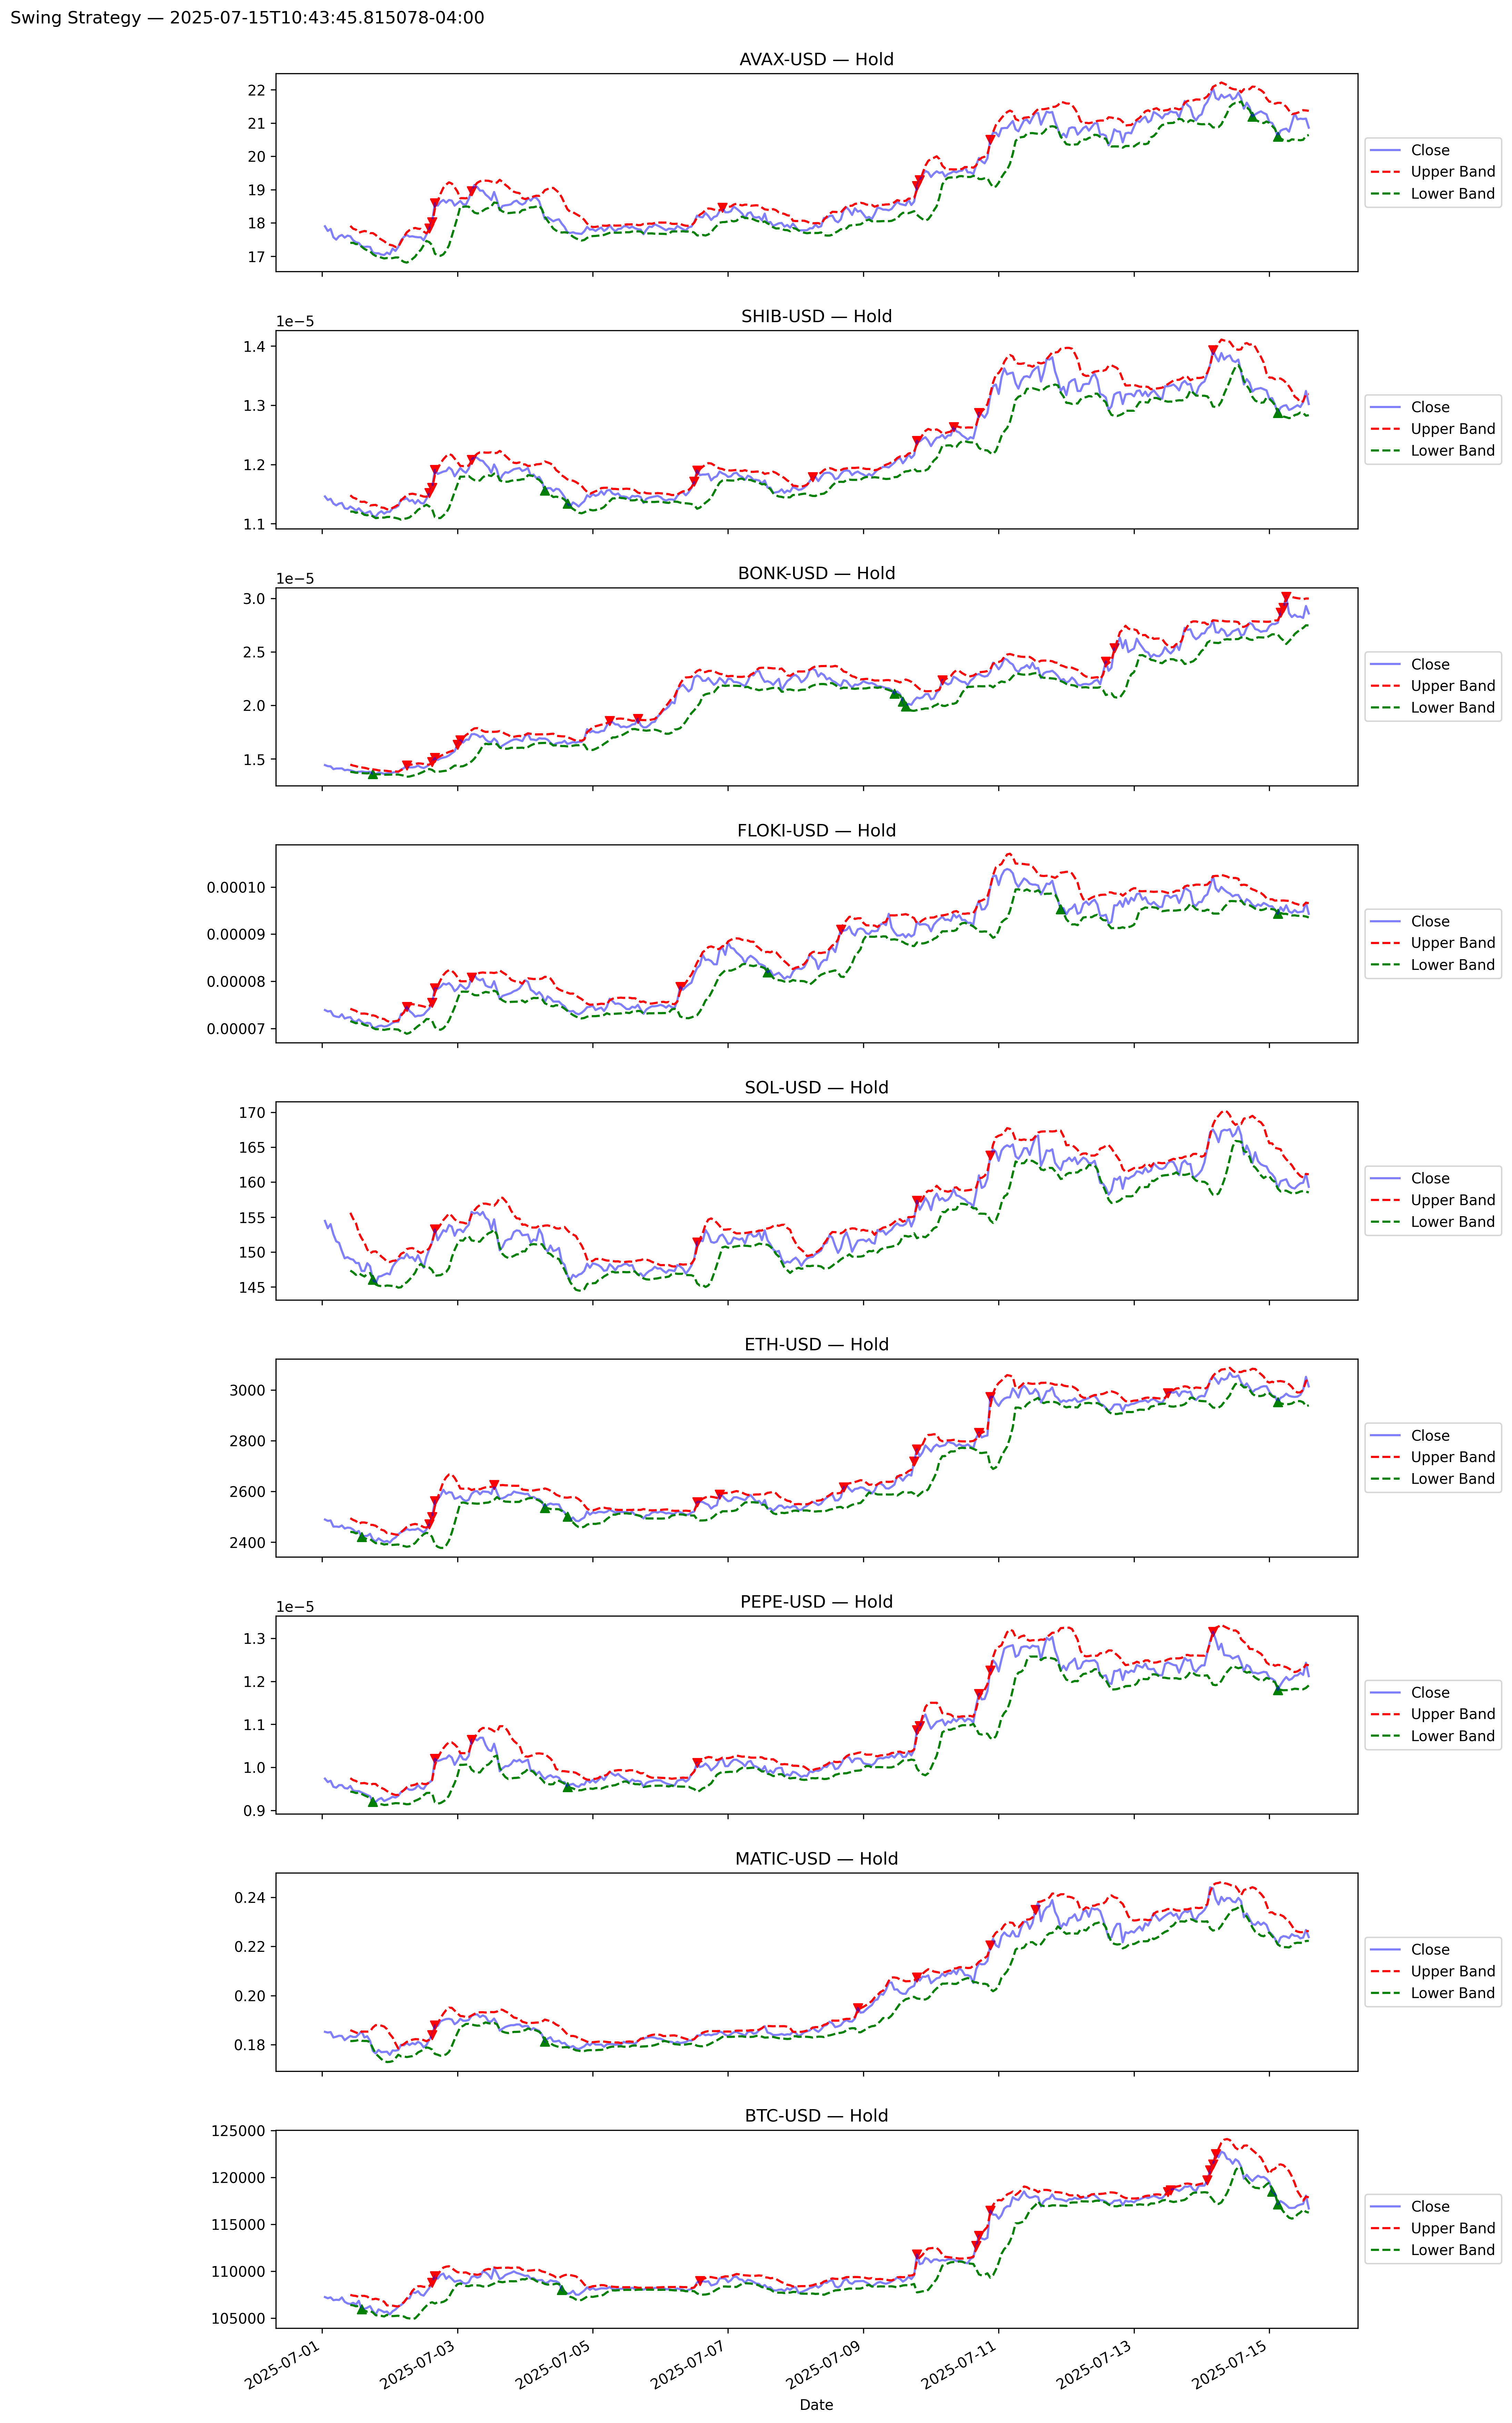 Swing Strategy — 2025-07-15T10:43:45.815078-04:00
AVAX-USD — Hold
22
21
20
19
18
17
Close
Upper Band
Lower Band
SHIB-USD — Hold
1e−5
1.4
1.3
1.2
1.1
Close
Upper Band
Lower Band
BONK-USD — Hold
1e−5
3.0
2.5
2.0
1.5
Close
Upper Band
Lower Band
FLOKI-USD — Hold
0.00010
0.00009
0.00008
0.00007
Close
Upper Band
Lower Band
SOL-USD — Hold
170
165
160
155
150
145
Close
Upper Band
Lower Band
ETH-USD — Hold
3000
2800
2600
2400
Close
Upper Band
Lower Band
PEPE-USD — Hold
1e−5
1.3
1.2
1.1
1.0
0.9
Close
Upper Band
Lower Band
MATIC-USD — Hold
0.24
0.22
0.20
0.18
Close
Upper Band
Lower Band
BTC-USD — Hold
125000
120000
115000
110000
105000
Close
Upper Band
Lower Band
2025-07-01
2025-07-03
2025-07-05
2025-07-07
2025-07-09
2025-07-11
2025-07-13
2025-07-15
Date